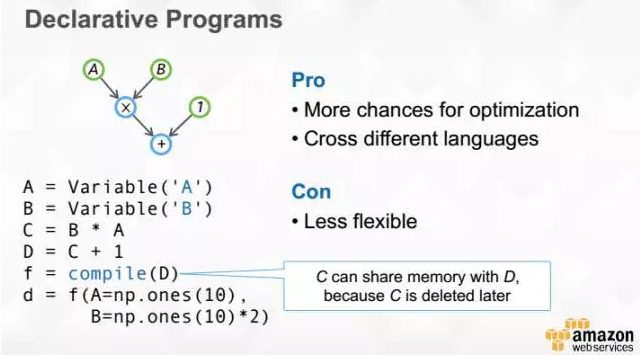 Declarative Programs
A
B
×
1
+
Pro
• More chances for optimization
• Cross different languages
Con
• Less flexible
A = Variable('A')
B = Variable('B')
C = B * A
D = C + 1
f = compile(D)
d = f(A=np.ones(10),
B=np.ones(10)*2)
C can share memory with D,
because C is deleted later
amazon
webservices